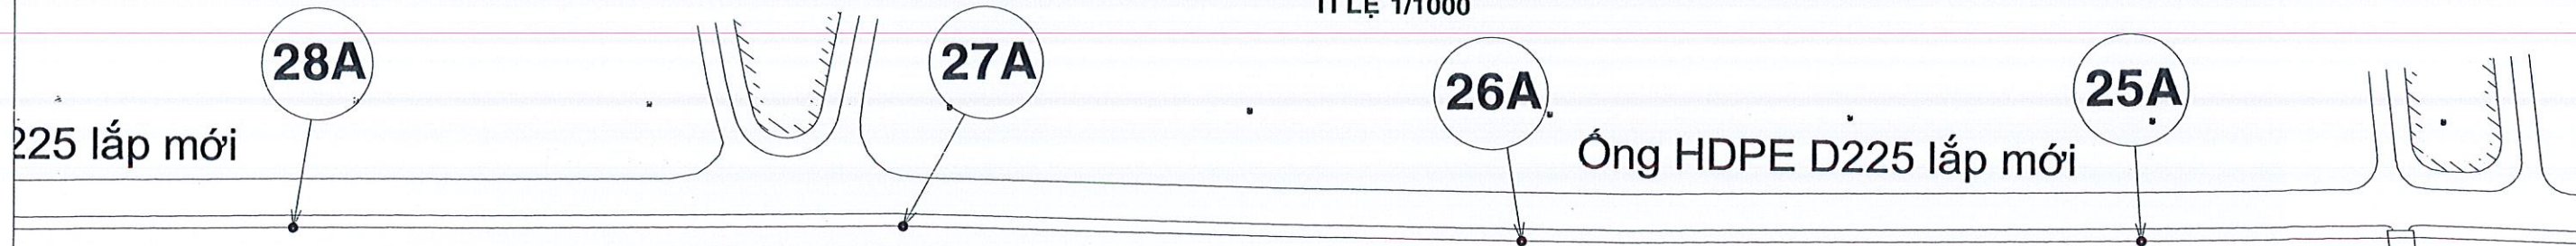 TỈ LỆ 1/1000
28A
27A
26A
25A
225 lắp mới
Ống HDPE D225 lắp mới